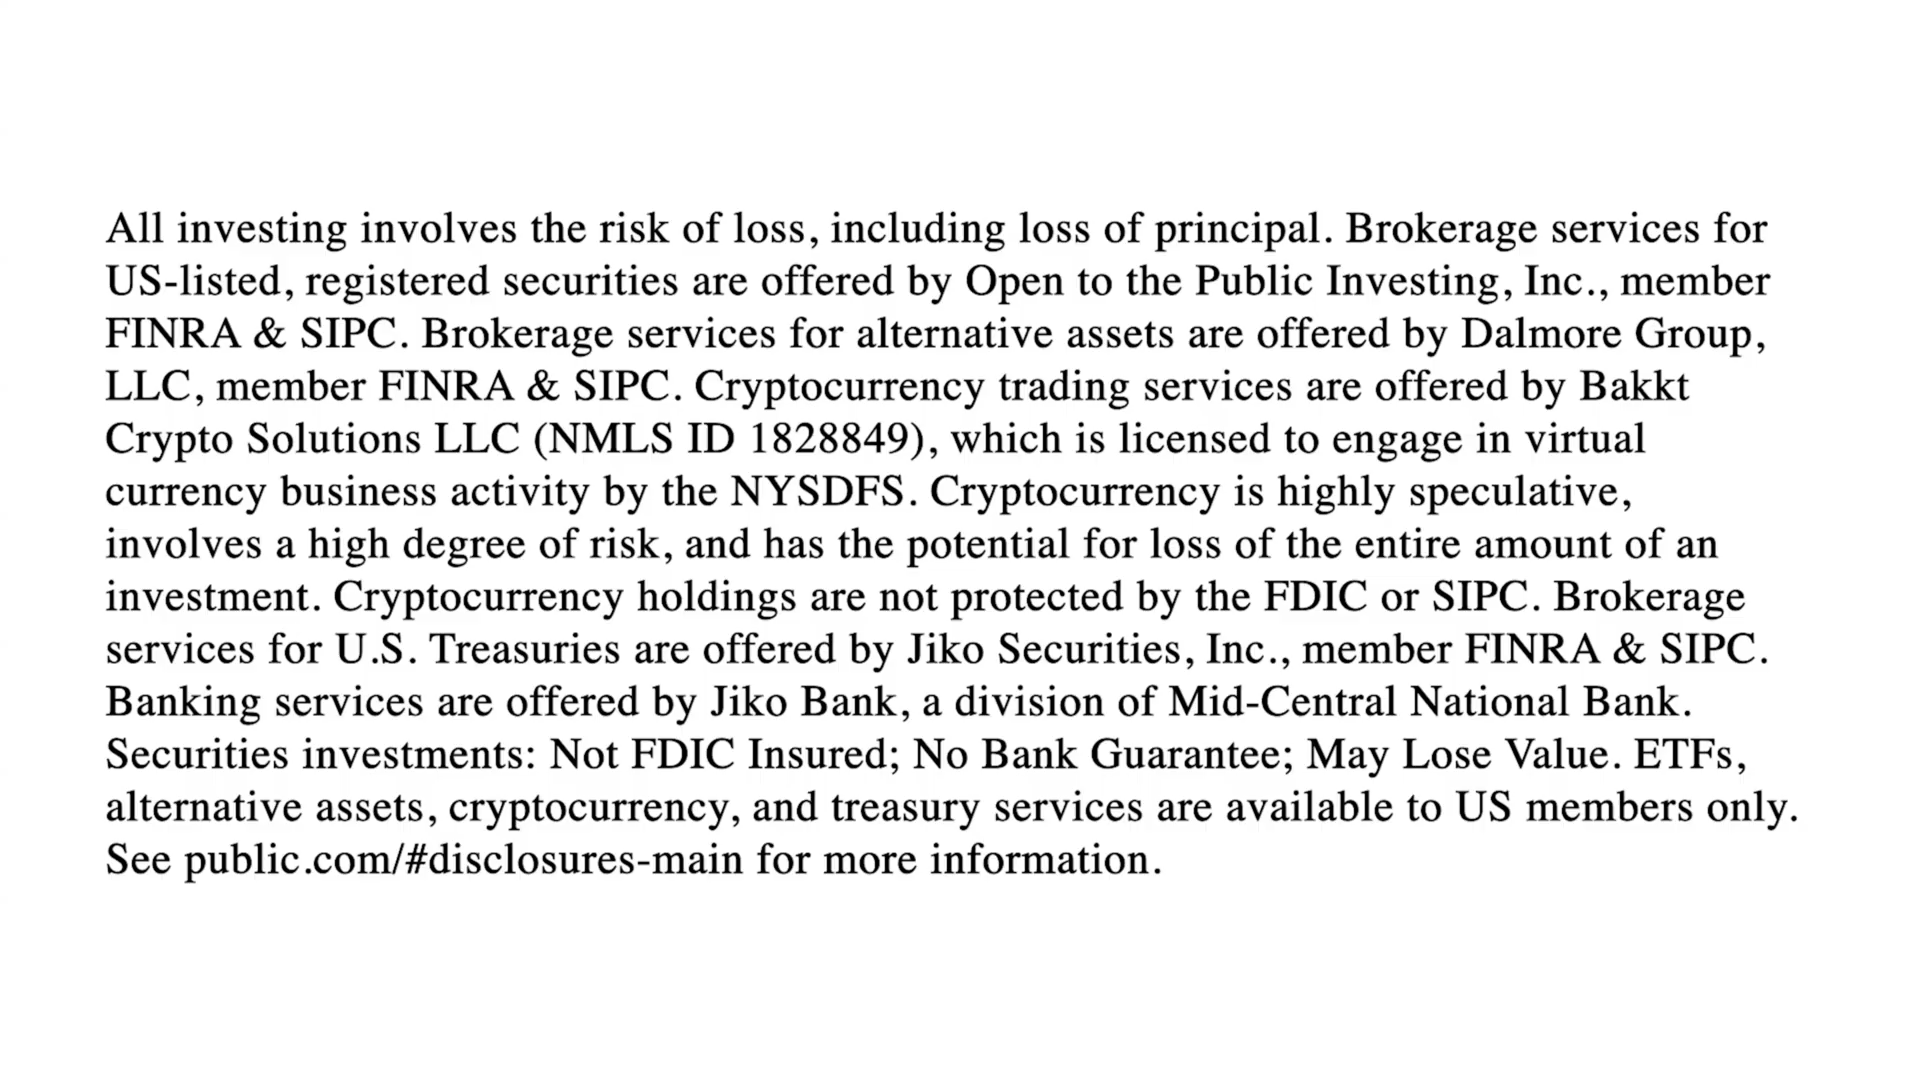 All investing involves the risk of loss, including loss of principal. Brokerage services for
US-listed, registered securities are offered by Open to the Public Investing, Inc., member
FINRA & SIPC. Brokerage services for alternative assets are offered by Dalmore Group,
LLC, member FINRA & SIPC. Cryptocurrency trading services are offered by Bakkt
Crypto Solutions LLC (NMLS ID 1828849), which is licensed to engage in virtual
currency business activity by the NYSDFS. Cryptocurrency is highly speculative,
involves a high degree of risk, and has the potential for loss of the entire amount of an
investment. Cryptocurrency holdings are not protected by the FDIC or SIPC. Brokerage
services for U.S. Treasuries are offered by Jiko Securities, Inc., member FINRA & SIPC.
Banking services are offered by Jiko Bank, a division of Mid-Central National Bank.
Securities investments: Not FDIC Insured; No Bank Guarantee; May Lose Value. ETFs,
alternative assets, cryptocurrency, and treasury services are available to US members only.
See public.com/#disclosures-main for more information.